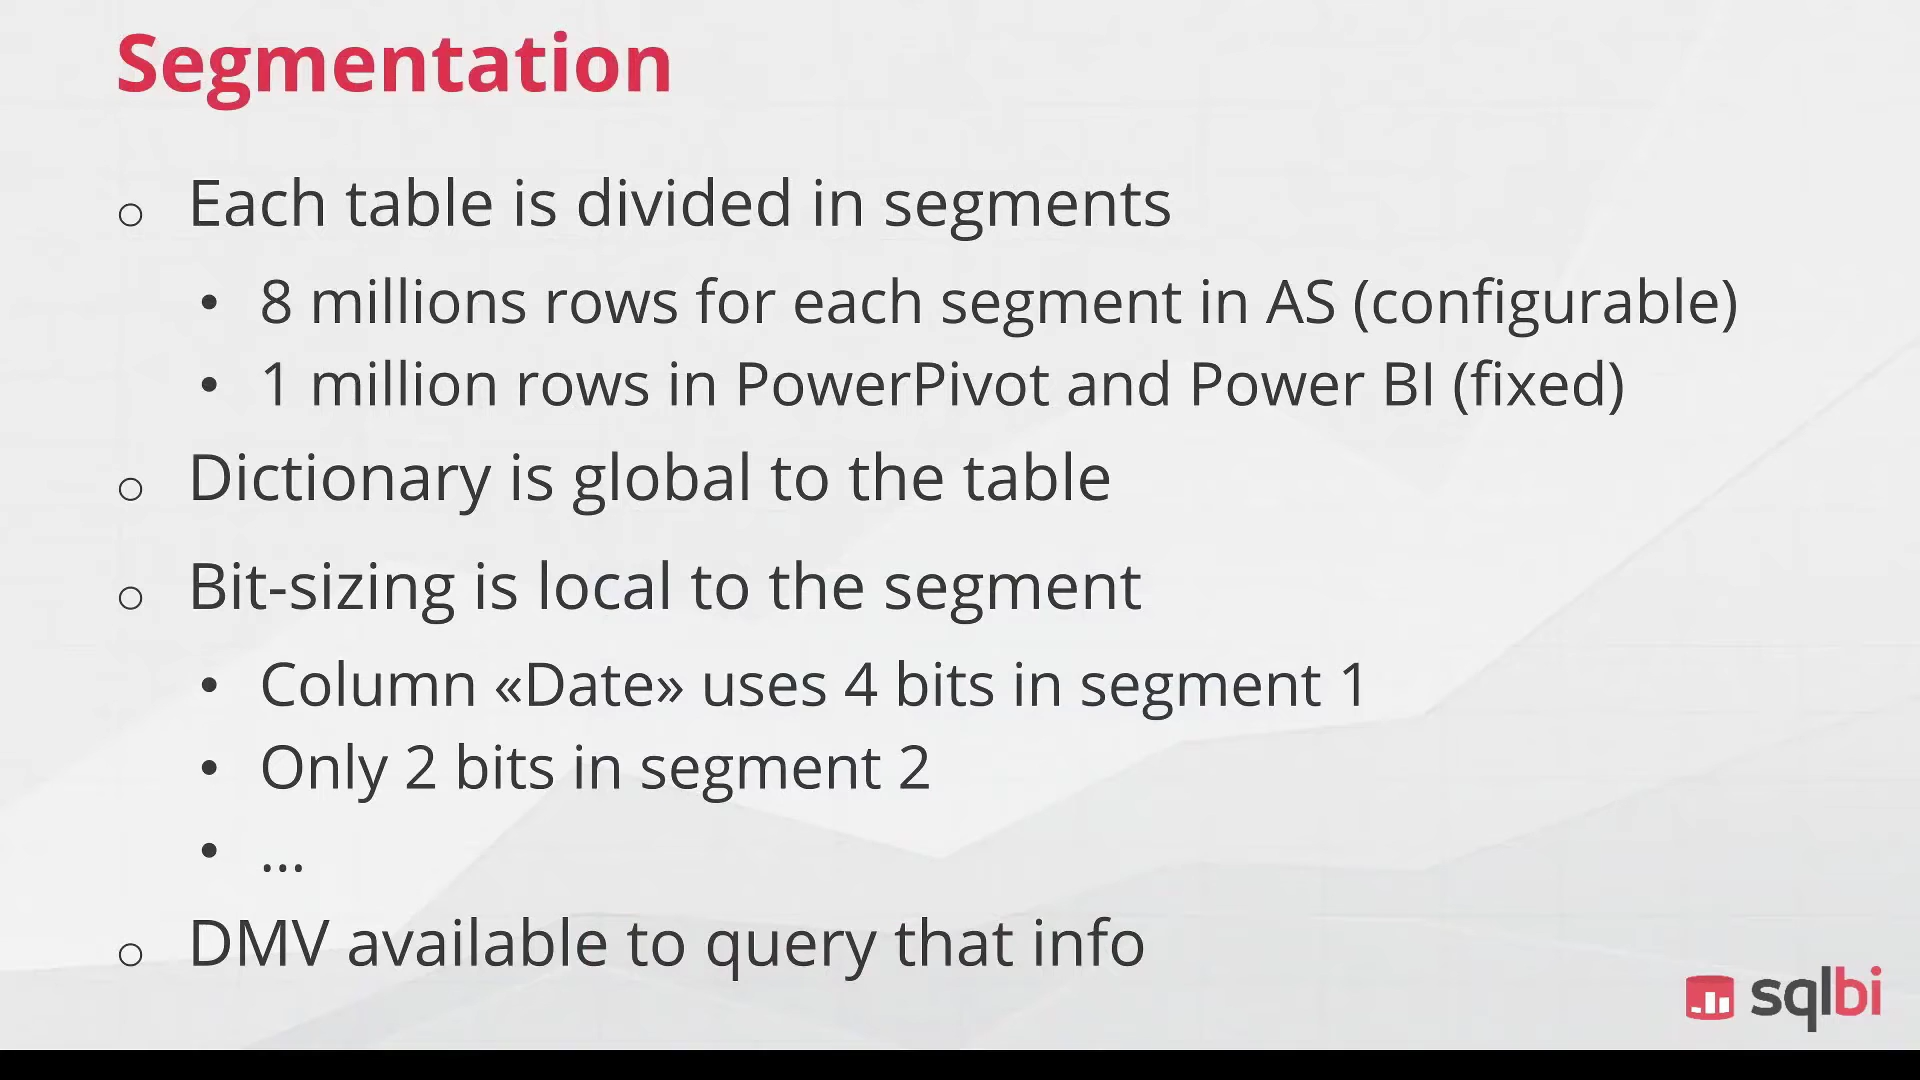 Segmentation
○ Each table is divided in segments
• 8 millions rows for each segment in AS (configurable)
• 1 million rows in PowerPivot and Power BI (fixed)
○ Dictionary is global to the table
○ Bit-sizing is local to the segment
• Column «Date» uses 4 bits in segment 1
• Only 2 bits in segment 2
• ...
○ DMV available to query that info
sqlbi